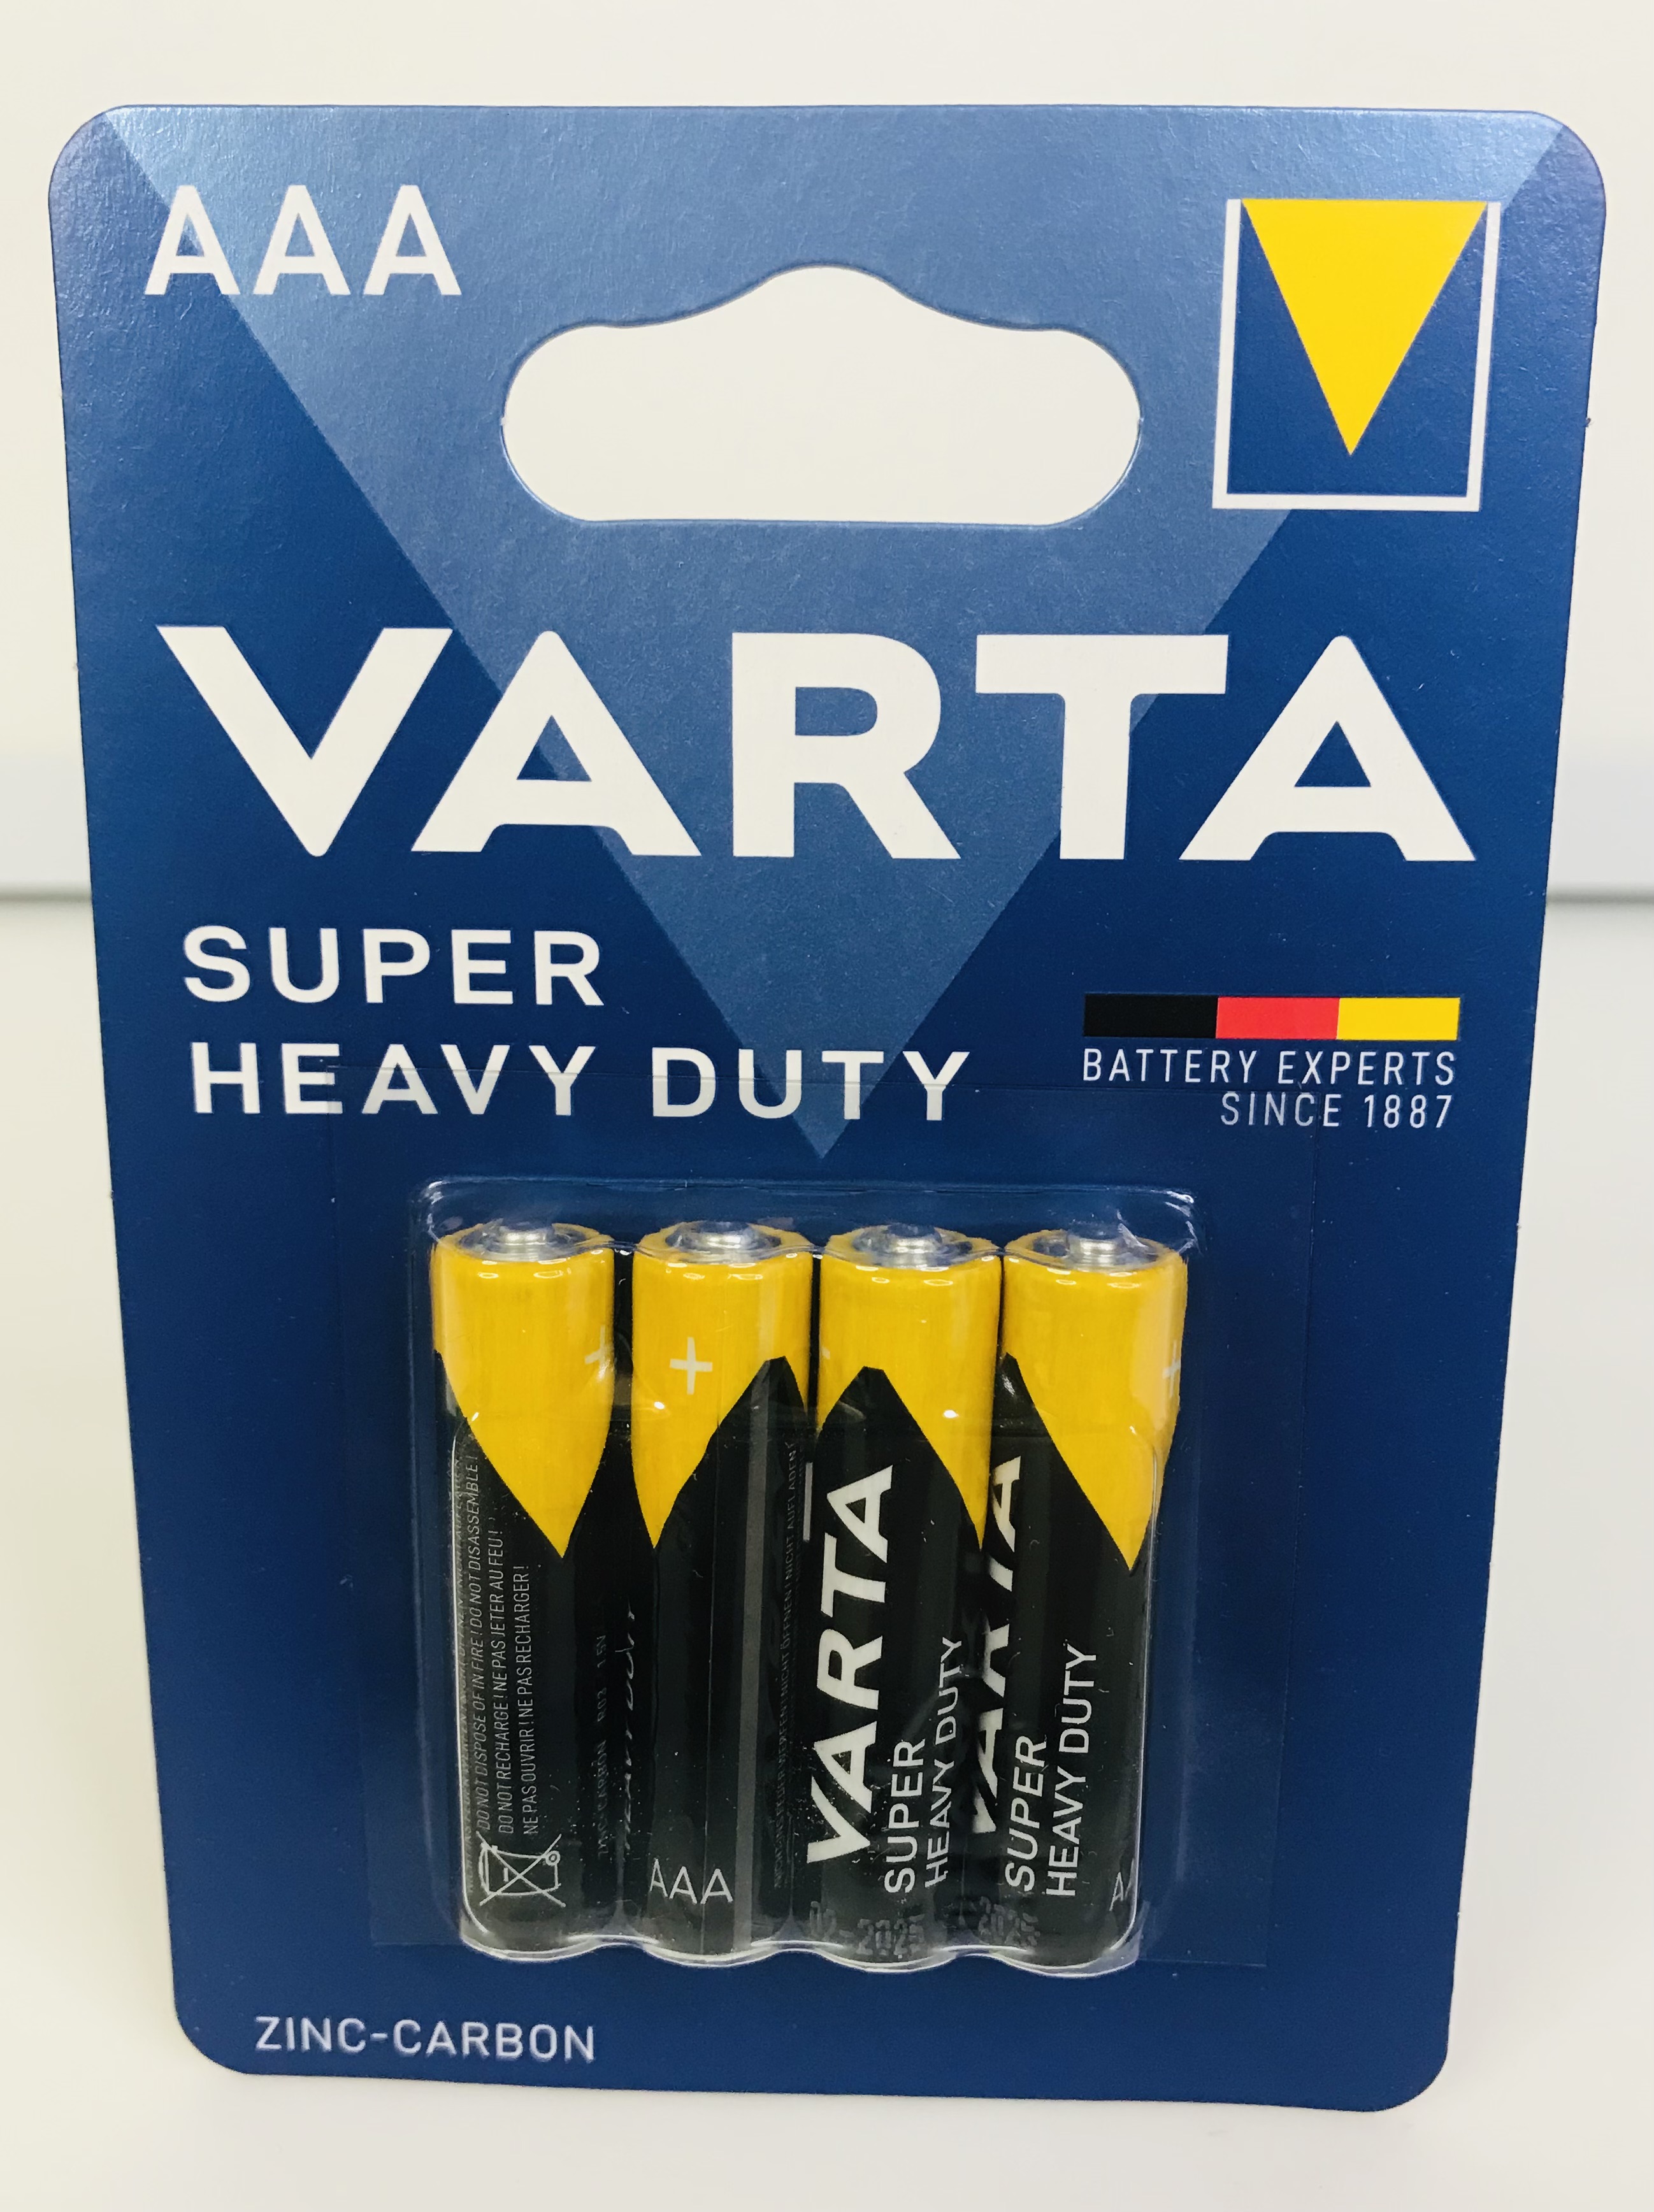 AAA
VARTA
SUPER
HEAVY DUTY
BATTERY EXPERTS
SINCE 1887
+
+
+
DO NOT DISPOSE OF IN FIRE! DO NOT DISASSEMBLE!
DO NOT RECHARGE! NE PAS JETER AU FEU!
NE PAS OUVRIR! NE PAS RECHARGER!
AAA
VARTA
SUPER
HEAVY DUTY
02-2025
VARTA
SUPER
HEAVY DUTY
ZINC-CARBON